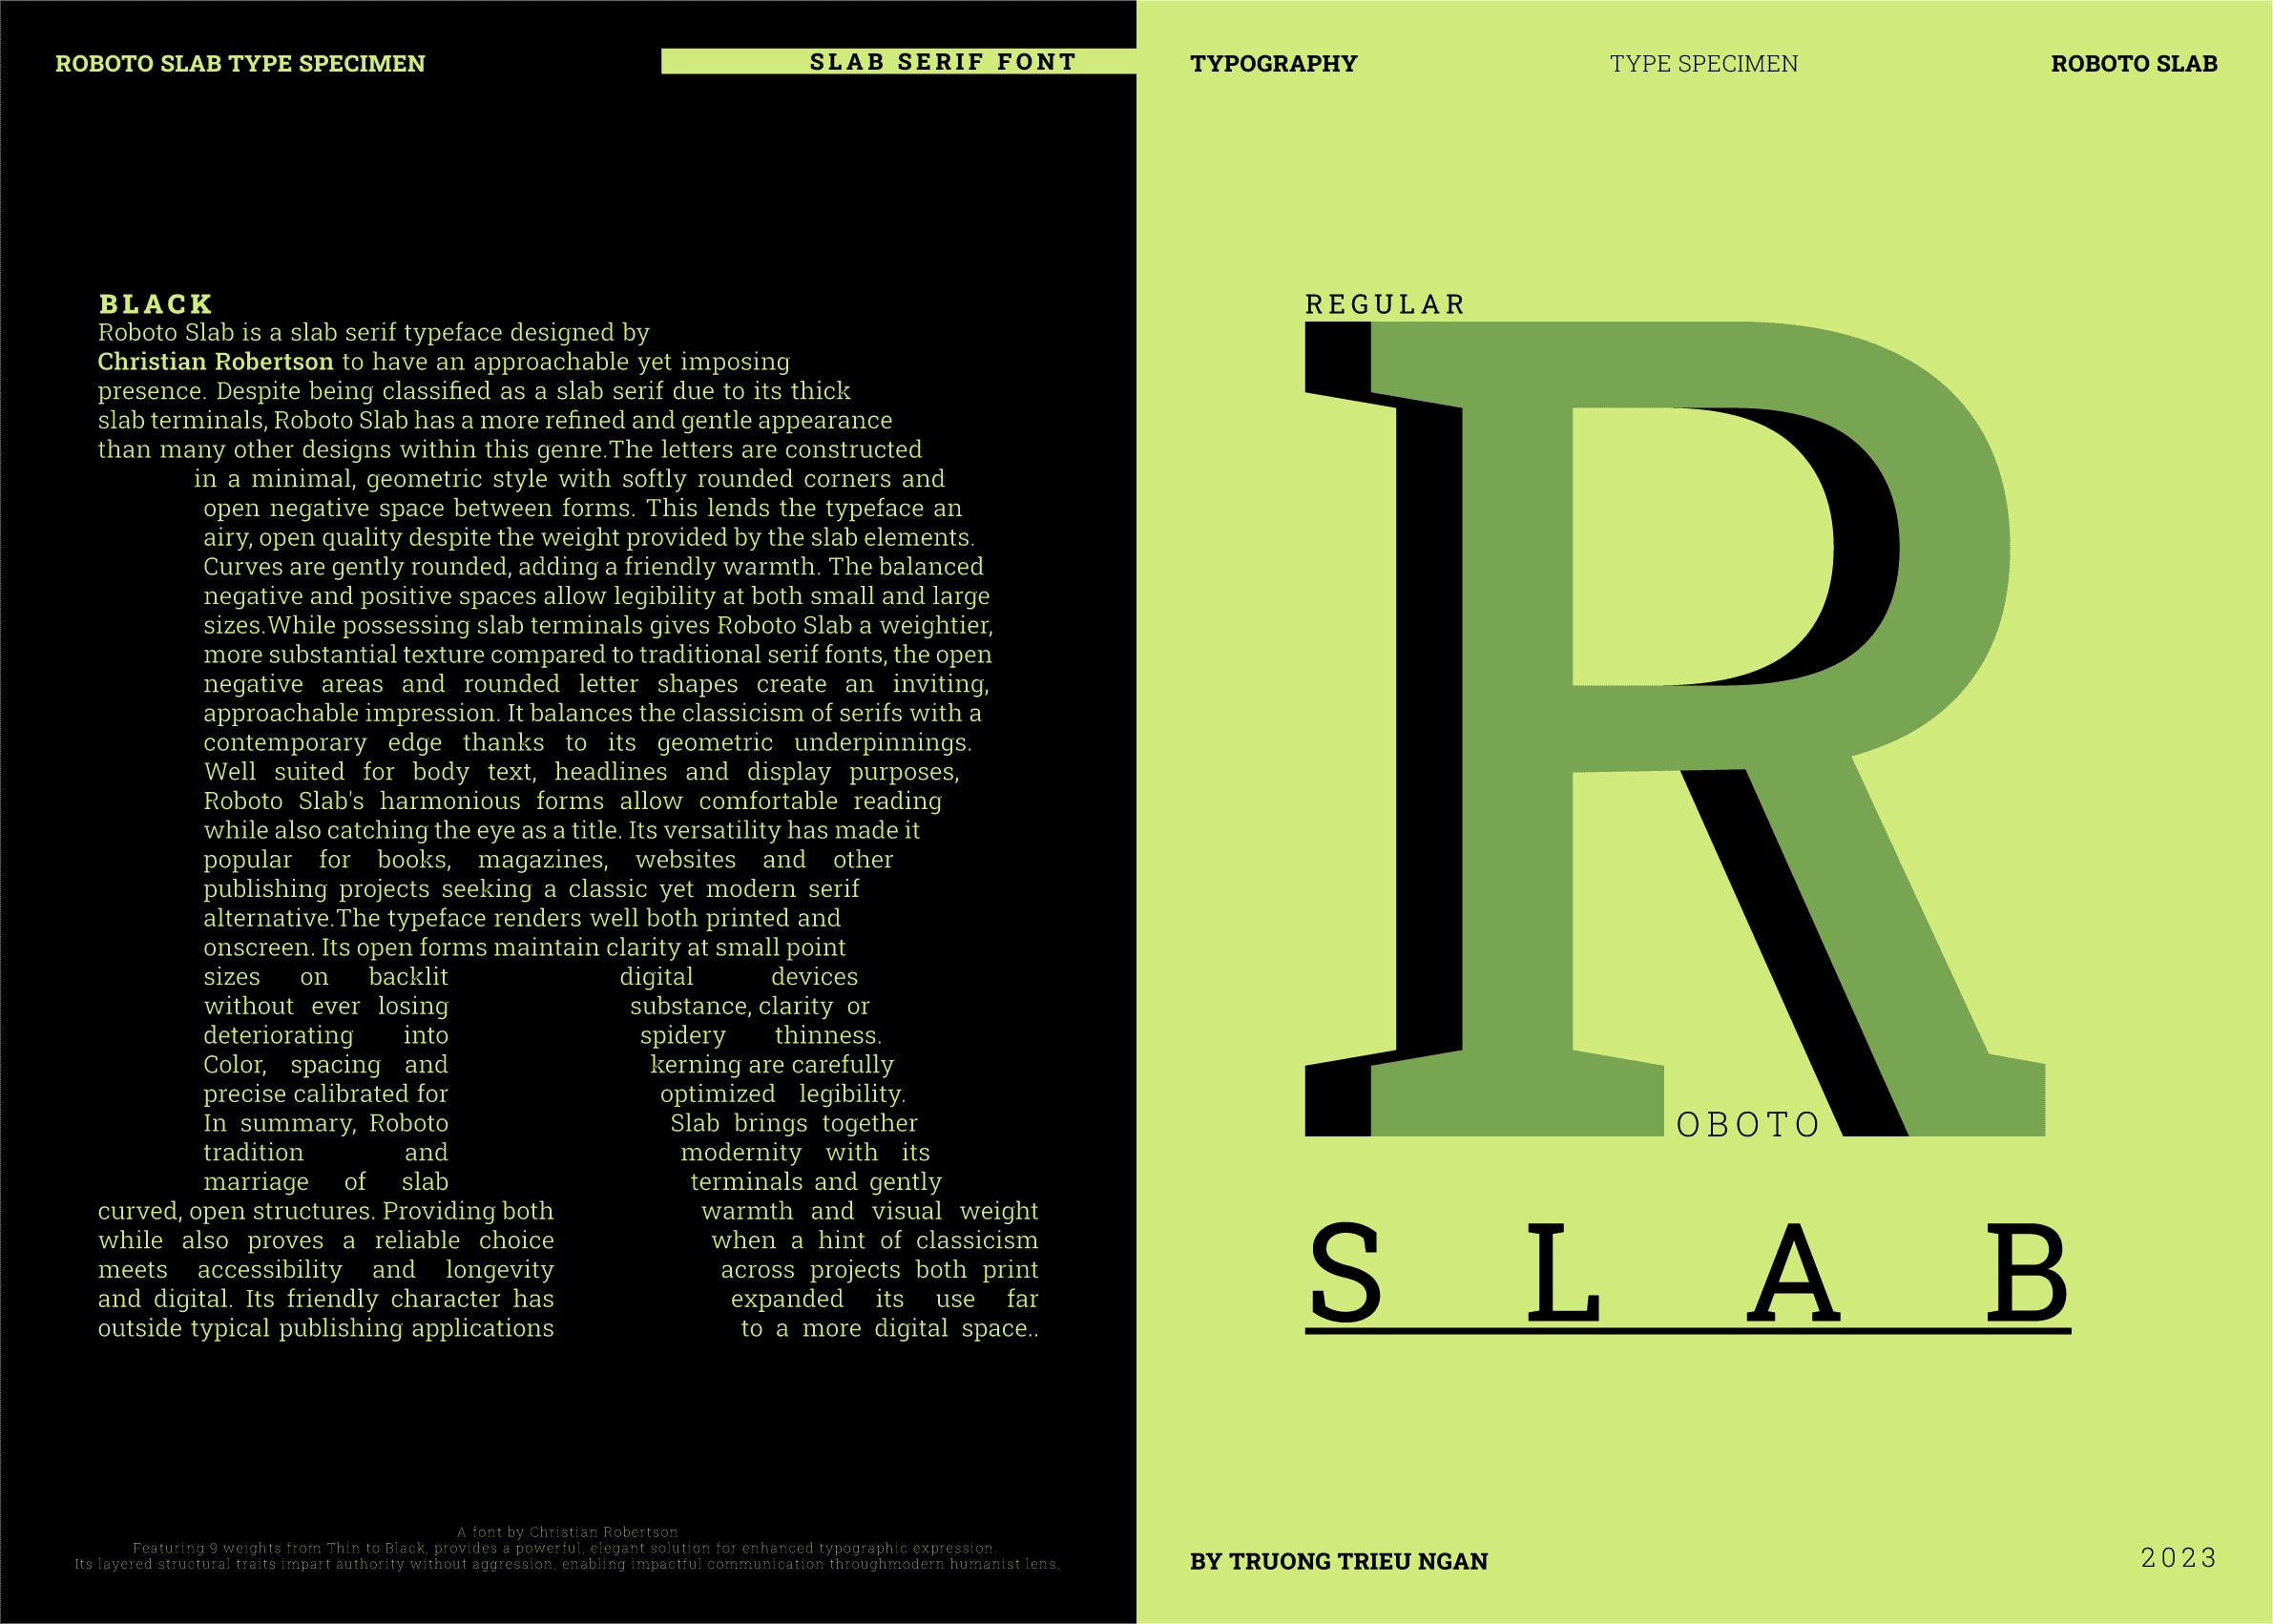 ROBOTO SLAB TYPE SPECIMEN
SLAB SERIF FONT
BLACK
Roboto Slab is a slab serif typeface designed by
Christian Robertson to have an approachable yet imposing
presence. Despite being classified as a slab serif due to its thick
slab terminals, Roboto Slab has a more refined and gentle appearance
than many other designs within this genre.The letters are constructed
in a minimal, geometric style with softly rounded corners and
open negative space between forms. This lends the typeface an
airy, open quality despite the weight provided by the slab elements.
Curves are gently rounded, adding a friendly warmth. The balanced
negative and positive spaces allow legibility at both small and large
sizes.While possessing slab terminals gives Roboto Slab a weightier,
more substantial texture compared to traditional serif fonts, the open
negative areas and rounded letter shapes create an inviting,
approachable impression. It balances the classicism of serifs with a
contemporary edge thanks to its geometric underpinnings.
Well suited for body text, headlines and display purposes,
Roboto Slab's harmonious forms allow comfortable reading
while also catching the eye as a title. Its versatility has made it
popular for books, magazines, websites and other
publishing projects seeking a classic yet modern serif
alternative.The typeface renders well both printed and
onscreen. Its open forms maintain clarity at small point
sizes on backlit digital devices
without ever losing substance, clarity or
deteriorating into spidery thinness.
Color, spacing and kerning are carefully
precise calibrated for optimized legibility.
In summary, Roboto Slab brings together
tradition and modernity with its
marriage of slab terminals and gently
curved, open structures. Providing both warmth and visual weight
while also proves a reliable choice when a hint of classicism
meets accessibility and longevity across projects both print
and digital. Its friendly character has expanded its use far
outside typical publishing applications to a more digital space..
A font by Christian Robertson
Featuring 9 weights from Thin to Black, provides a powerful, elegant solution for enhanced typographic expression.
Its layered structural traits impart authority without aggression, enabling impactful communication throughmodern humanist lens.
TYPOGRAPHY
TYPE SPECIMEN
ROBOTO SLAB
REGULAR
R
OBOTO
SLAB
BY TRUONG TRIEU NGAN
2023